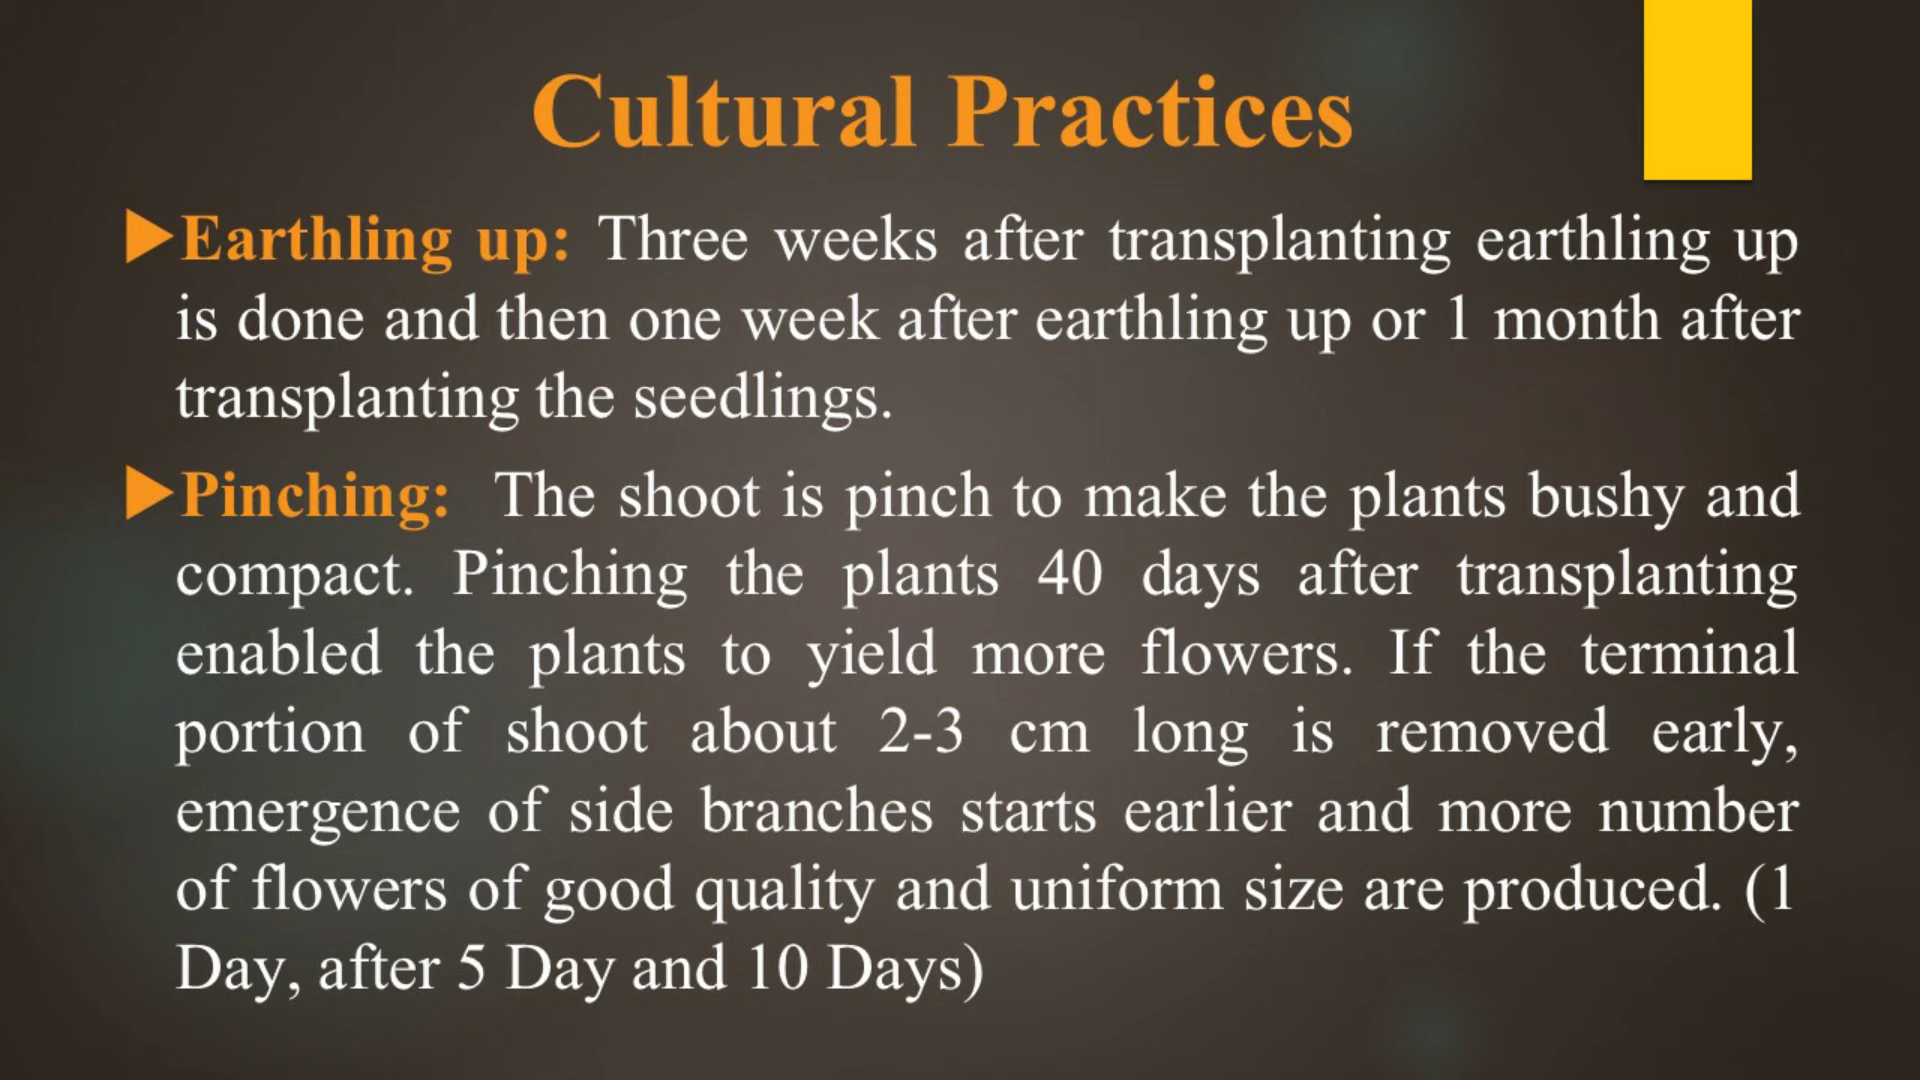 Cultural Practices
Earthling up: Three weeks after transplanting earthling up
is done and then one week after earthling up or 1 month after
transplanting the seedlings.
Pinching: The shoot is pinch to make the plants bushy and
compact. Pinching the plants 40 days after transplanting
enabled the plants to yield more flowers. If the terminal
portion of shoot about 2-3 cm long is removed early,
emergence of side branches starts earlier and more number
of flowers of good quality and uniform size are produced. (1
Day, after 5 Day and 10 Days)